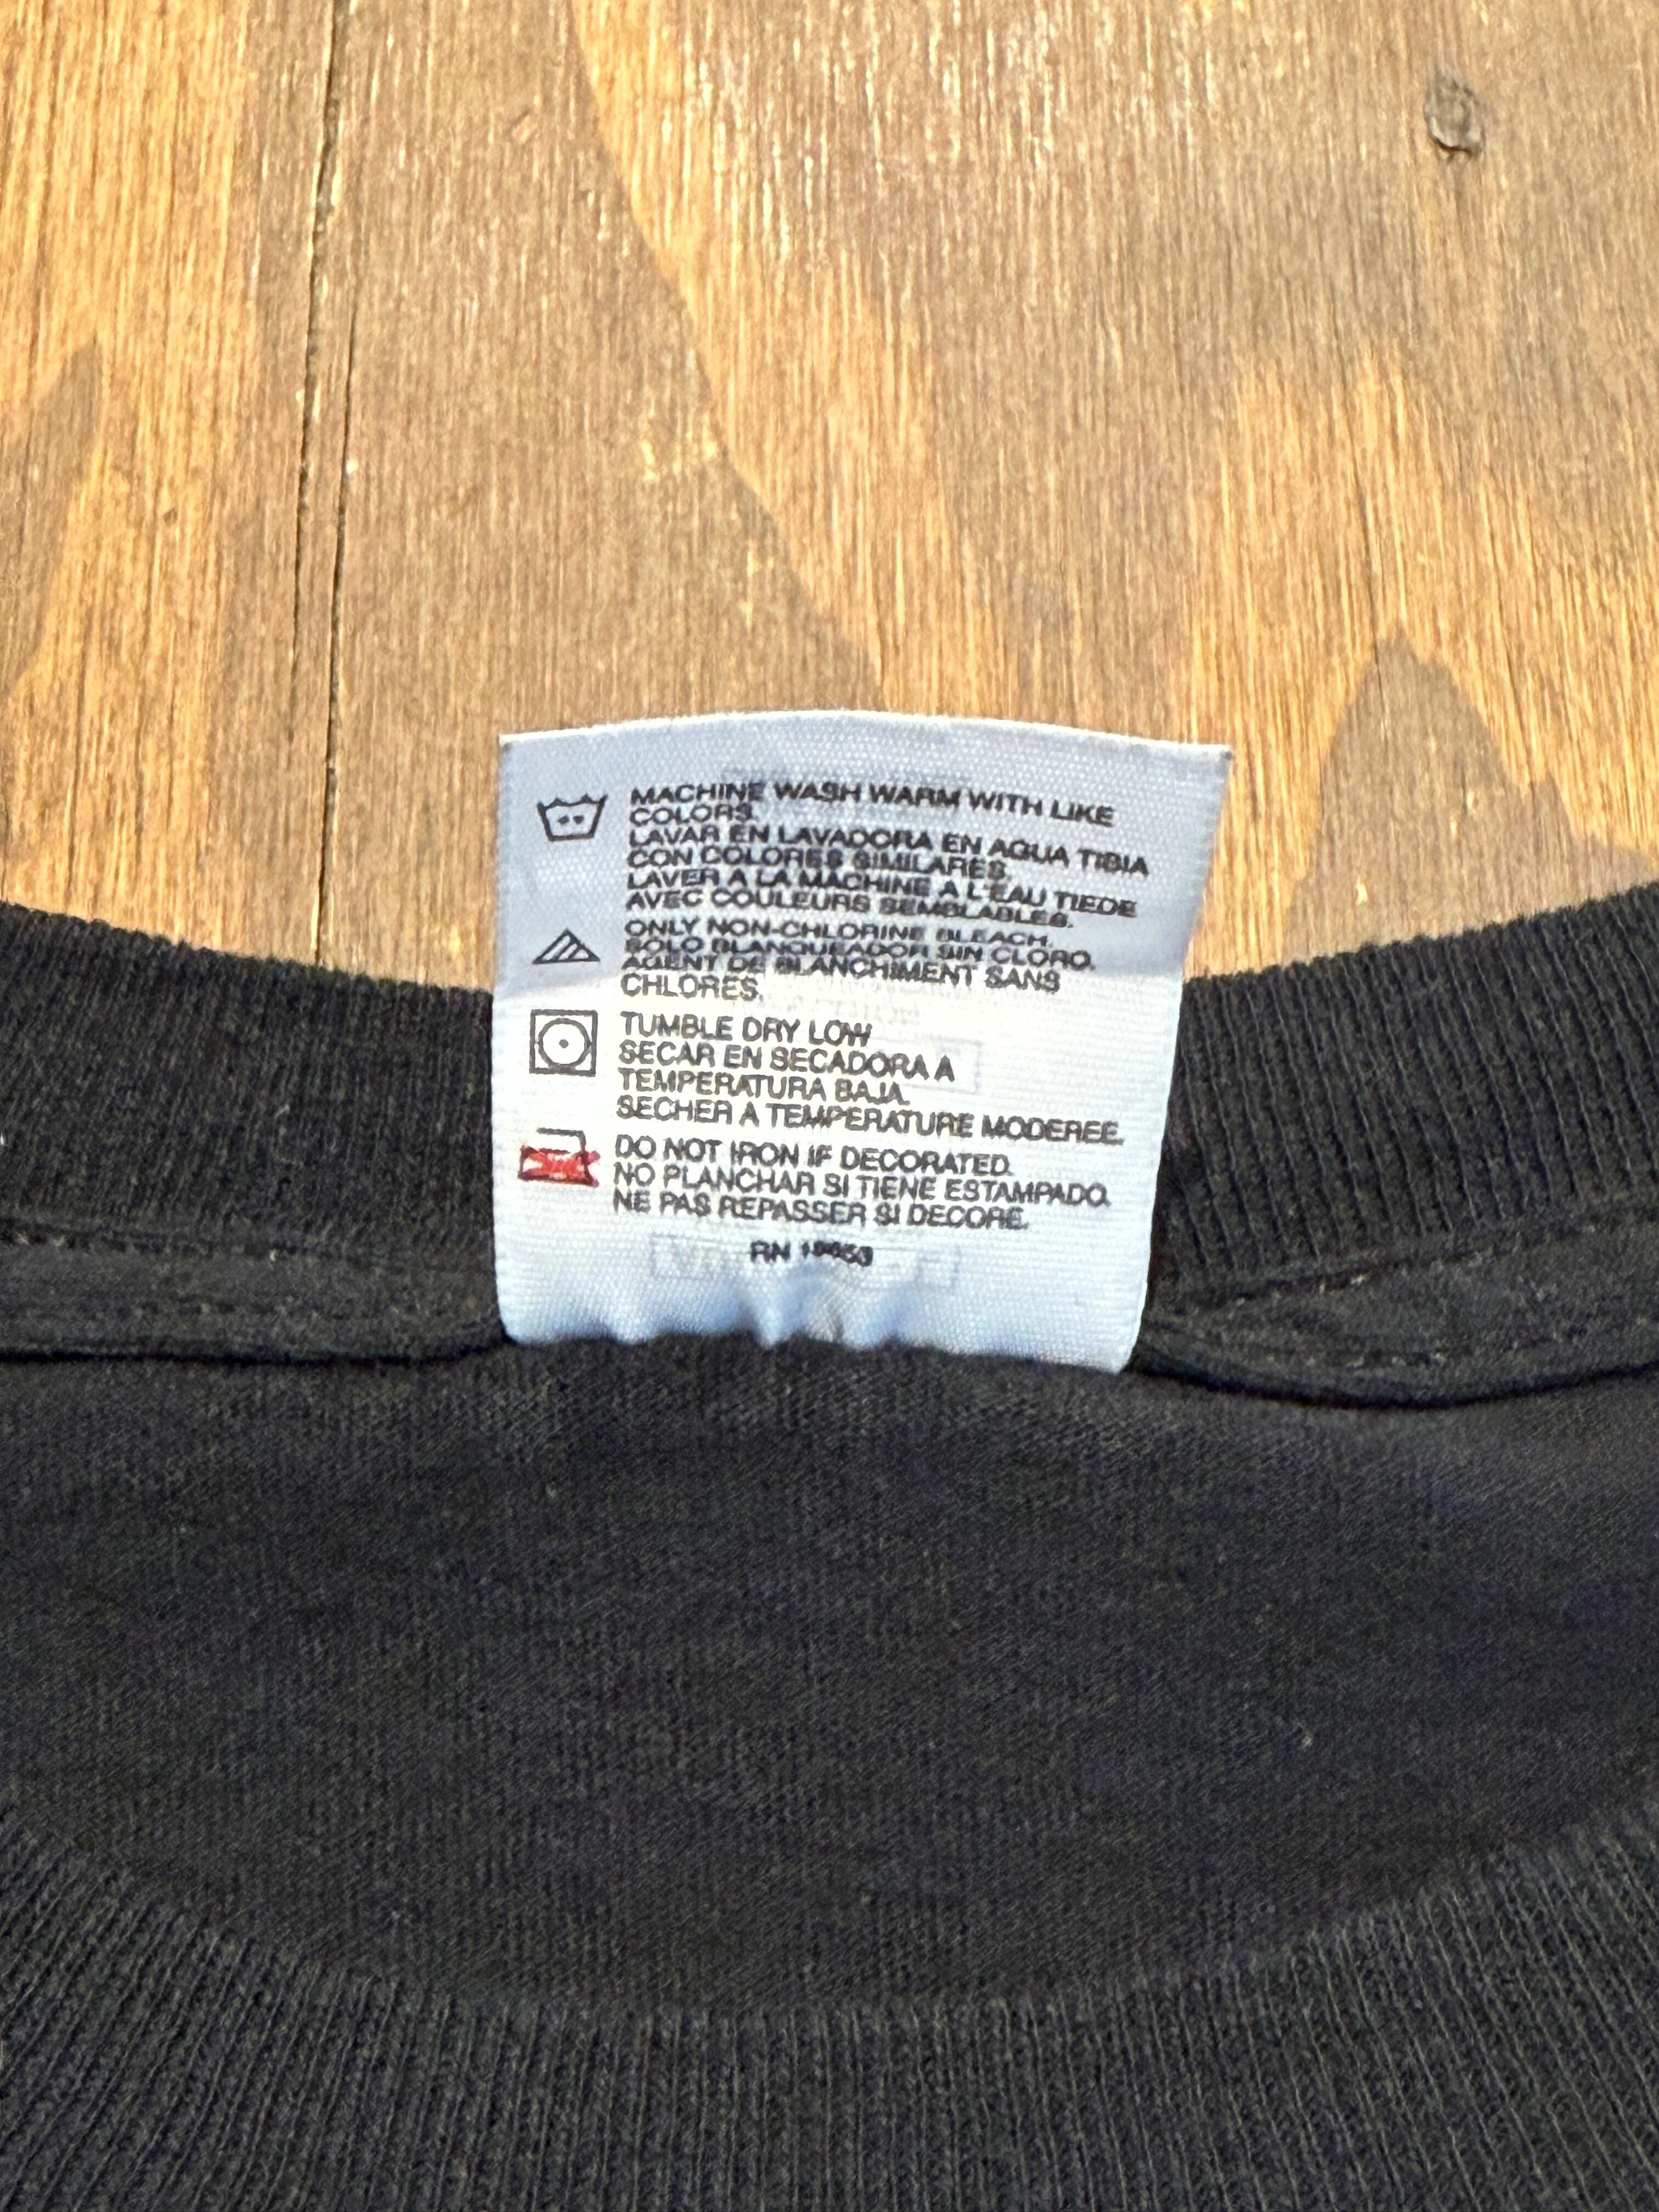 MACHINE WASH WARM WITH LIKE
COLORS.
LAVAR EN LAVADORA EN AGUA TIBIA
CON COLORES SIMILARES.
LAVER A LA MACHINE A L'EAU TIEDE
AVEC COULEURS SEMBLABLES.
ONLY NON-CHLORINE BLEACH.
SOLO BLANQUEADOR SIN CLORO.
AGENT DE BLANCHIMENT SANS
CHLORES.
TUMBLE DRY LOW
SECAR EN SECADORA A
TEMPERATURA BAJA.
SECHER A TEMPERATURE MODEREE.
DO NOT IRON IF DECORATED.
NO PLANCHAR SI TIENE ESTAMPADO.
NE PAS REPASSER SI DECORE.
RN